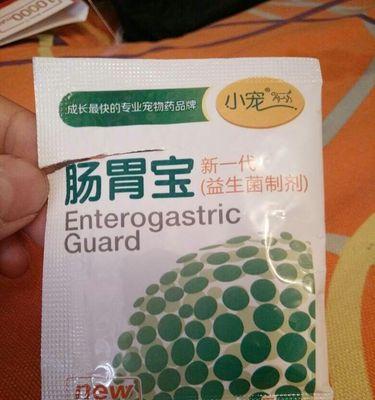 10000
成长最快的专业宠物药品牌
小宠®
肠胃宝
新一代
(益生菌制剂)
Enterogastric
Guard
new